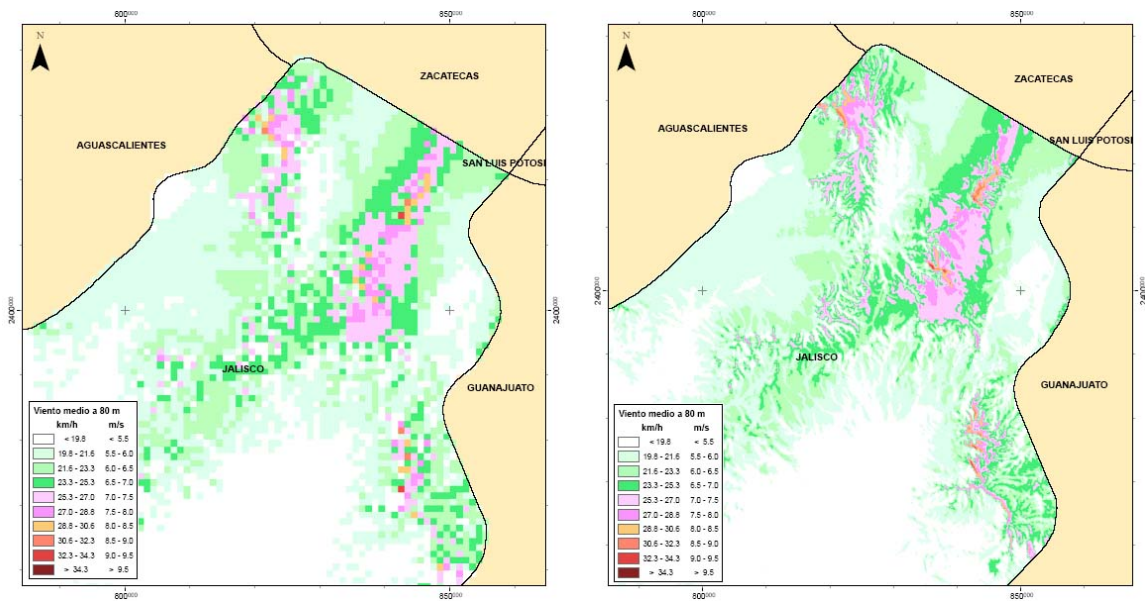 800000
850000
N
ZACATECAS
AGUASCALIENTES
SAN LUIS POTOSI
2400000
2400000
JALISCO
GUANAJUATO
Viento medio a 80 m
km/h m/s
< 19.8 < 5.5
19.8 - 21.6 5.5 - 6.0
21.6 - 23.3 6.0 - 6.5
23.3 - 25.3 6.5 - 7.0
25.3 - 27.0 7.0 - 7.5
27.0 - 28.8 7.5 - 8.0
28.8 - 30.6 8.0 - 8.5
30.6 - 32.3 8.5 - 9.0
32.3 - 34.3 9.0 - 9.5
> 34.3 > 9.5
800000
850000
800000
850000
N
ZACATECAS
AGUASCALIENTES
SAN LUIS POTOSI
2400000
2400000
JALISCO
GUANAJUATO
Viento medio a 80 m
km/h m/s
< 19.8 < 5.5
19.8 - 21.6 5.5 - 6.0
21.6 - 23.3 6.0 - 6.5
23.3 - 25.3 6.5 - 7.0
25.3 - 27.0 7.0 - 7.5
27.0 - 28.8 7.5 - 8.0
28.8 - 30.6 8.0 - 8.5
30.6 - 32.3 8.5 - 9.0
32.3 - 34.3 9.0 - 9.5
> 34.3 > 9.5
800000
850000